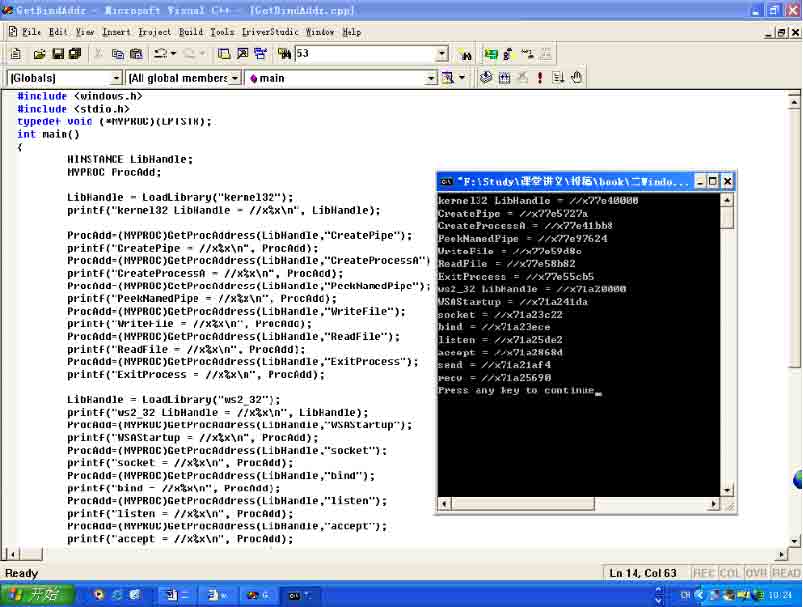 GetBindAddr - Microsoft Visual C++ - [GetBindAddr.cpp]
File Edit View Insert Project Build Tools DriverStudio Window Help
53
(Globals) [All global members main
#include <windows.h>
#include <stdio.h>
typedef void (*MYPROC)(LPTSTR);
int main()
{
HINSTANCE LibHandle;
MYPROC ProcAdd;
LibHandle = LoadLibrary("kernel32");
printf("kernel32 LibHandle = //x%x\n", LibHandle);
ProcAdd=(MYPROC)GetProcAddress(LibHandle,"CreatePipe");
printf("CreatePipe = //x%x\n", ProcAdd);
ProcAdd=(MYPROC)GetProcAddress(LibHandle,"CreateProcessA")
printf("CreateProcessA = //x%x\n", ProcAdd);
ProcAdd=(MYPROC)GetProcAddress(LibHandle,"PeekNamedPipe");
printf("PeekNamedPipe = //x%x\n", ProcAdd);
ProcAdd=(MYPROC)GetProcAddress(LibHandle,"WriteFile");
printf("WriteFile = //x%x\n", ProcAdd);
ProcAdd=(MYPROC)GetProcAddress(LibHandle,"ReadFile");
printf("ReadFile = //x%x\n", ProcAdd);
ProcAdd=(MYPROC)GetProcAddress(LibHandle,"ExitProcess");
printf("ExitProcess = //x%x\n", ProcAdd);
LibHandle = LoadLibrary("ws2_32");
printf("ws2_32 LibHandle = //x%x\n", LibHandle);
ProcAdd=(MYPROC)GetProcAddress(LibHandle,"WSAStartup");
printf("WSAStartup = //x%x\n", ProcAdd);
ProcAdd=(MYPROC)GetProcAddress(LibHandle,"socket");
printf("socket = //x%x\n", ProcAdd);
ProcAdd=(MYPROC)GetProcAddress(LibHandle,"bind");
printf("bind = //x%x\n", ProcAdd);
ProcAdd=(MYPROC)GetProcAddress(LibHandle,"listen");
printf("listen = //x%x\n", ProcAdd);
ProcAdd=(MYPROC)GetProcAddress(LibHandle,"accept");
printf("accept = //x%x\n", ProcAdd);
"F:\Study\课堂讲义\投稿\book\二Windo...
kernel32 LibHandle = //x77e40000
CreatePipe = //x77e5727a
CreateProcessA = //x77e41bb8
PeekNamedPipe = //x77e97624
WriteFile = //x77e59d8c
ReadFile = //x77e58b82
ExitProcess = //x77e55cb5
ws2_32 LibHandle = //x71a20000
WSAStartup = //x71a241da
socket = //x71a23c22
bind = //x71a23ece
listen = //x71a25de2
accept = //x71a2868d
send = //x71a21af4
recv = //x71a25690
Press any key to continue_
Ready Ln 14, Col 63 REC COL OVR READ
开始 10:24